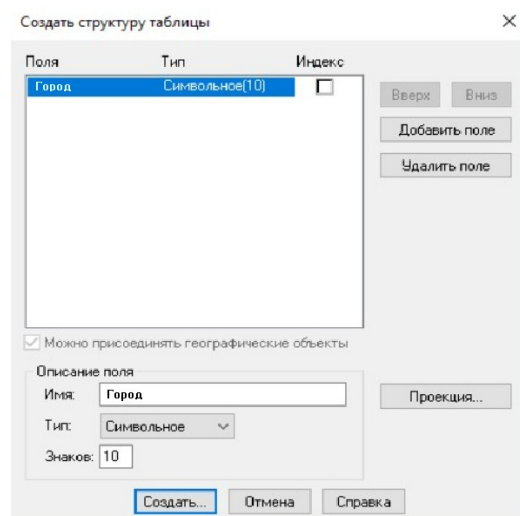 Создать структуру таблицы
Поля Тип Индекс
Город Символьное(10)
Вверх Вниз
Добавить поле
Удалить поле
Можно присоединять географические объекты
Описание поля
Имя: Город
Проекция...
Тип: Символьное
Знаков: 10
Создать... Отмена Справка